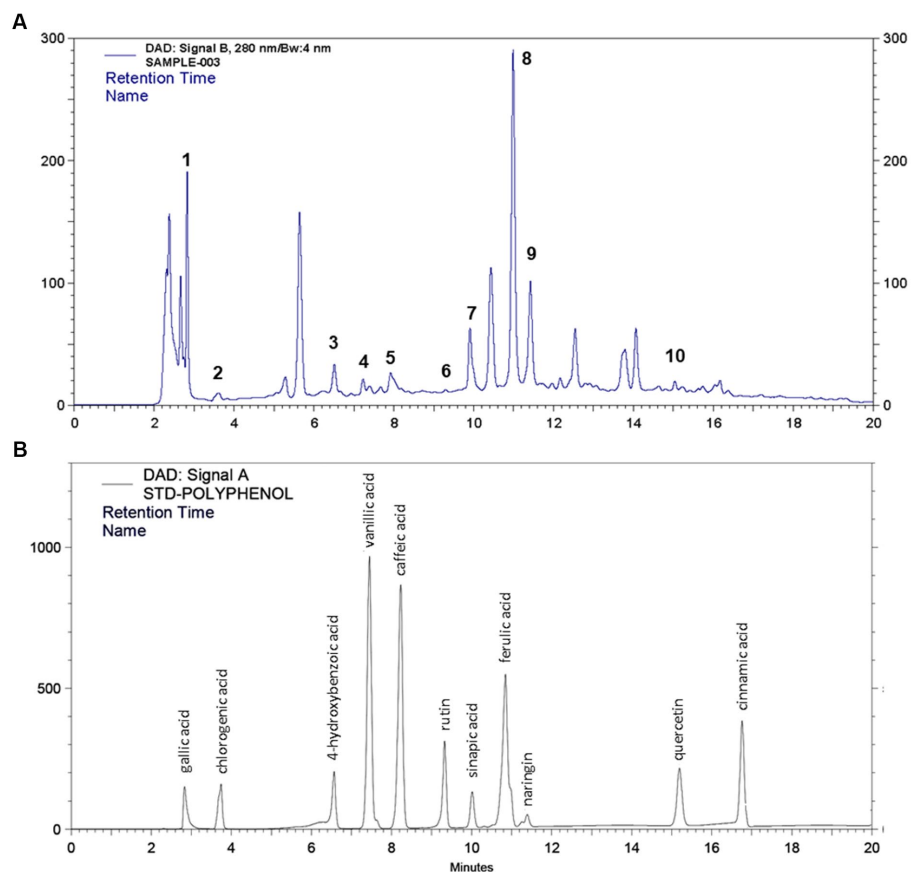 A
DAD: Signal B, 280 nm/Bw:4 nm
SAMPLE-003
Retention Time
Name
300
200
100
0
300
200
100
0
1
2
3
4
5
6
7
8
9
10
0 2 4 6 8 10 12 14 16 18 20
B
DAD: Signal A
STD-POLYPHENOL
Retention Time
Name
1000
500
0
gallic acid
chlorogenic acid
4-hydroxybenzoic acid
vanillic acid
caffeic acid
rutin
sinapic acid
ferulic acid
naringin
quercetin
cinnamic acid
0 2 4 6 8 10 12 14 16 18 20
Minutes